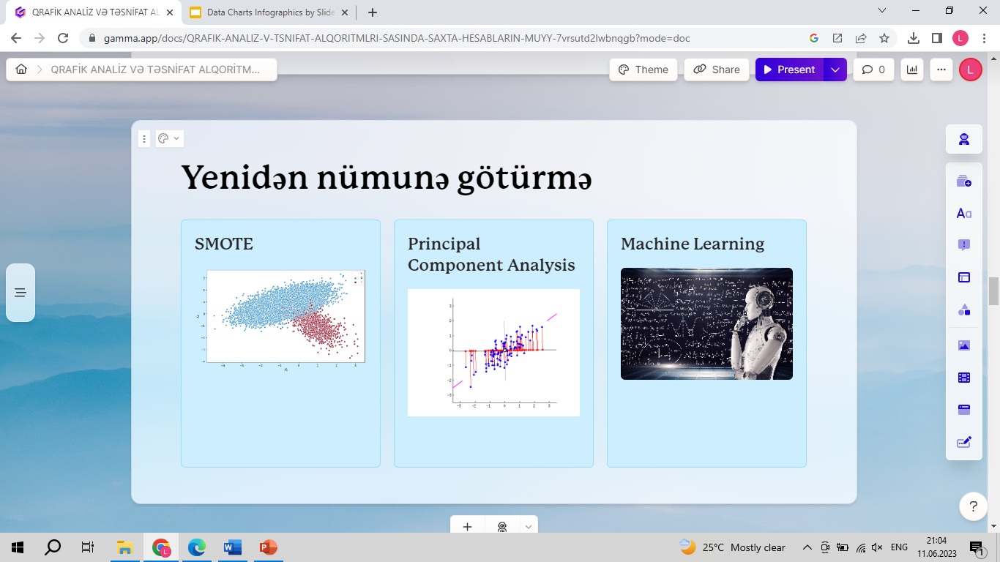 QRAFİK ANALİZ VƏ TƏSNİFAT AL
Data Charts Infographics by Slide
gamma.app/docs/QRAFIK-ANALIZ-V-TSNIFAT-ALQORITMLRI-SASINDA-SAXTA-HESABLARIN-MUYY-7vrsutd2lwbnqgb?mode=doc
L
QRAFİK ANALİZ VƏ TƏSNİFAT ALQORİTM...
Theme
Share
Present
0
L
Yenidən nümunə götürmə
SMOTE
Principal
Component Analysis
Machine Learning
Aa
?
L
25°C Mostly clear
ENG
21:04
11.06.2023
1